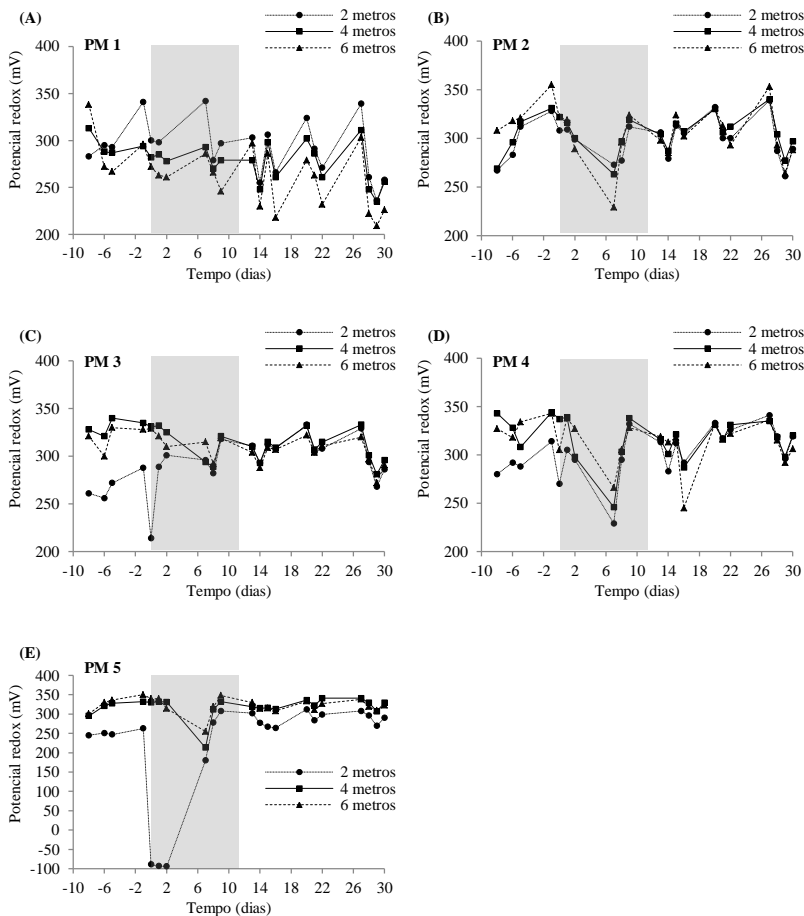 (A)
PM 1
2 metros
4 metros
6 metros
Potencial redox (mV)
400
350
300
250
200
-10 -6 -2 2 6 10 14 18 22 26 30
Tempo (dias)
(B)
PM 2
2 metros
4 metros
6 metros
Potencial redox (mV)
400
350
300
250
200
-10 -6 -2 2 6 10 14 18 22 26 30
Tempo (dias)
(C)
PM 3
2 metros
4 metros
6 metros
Potencial redox (mV)
400
350
300
250
200
-10 -6 -2 2 6 10 14 18 22 26 30
Tempo (dias)
(D)
PM 4
2 metros
4 metros
6 metros
Potencial redox (mV)
400
350
300
250
200
-10 -6 -2 2 6 10 14 18 22 26 30
Tempo (dias)
(E)
PM 5
Potencial redox (mV)
400
350
300
250
200
150
100
50
0
-50
-100
2 metros
4 metros
6 metros
-10 -6 -2 2 6 10 14 18 22 26 30
Tempo (dias)